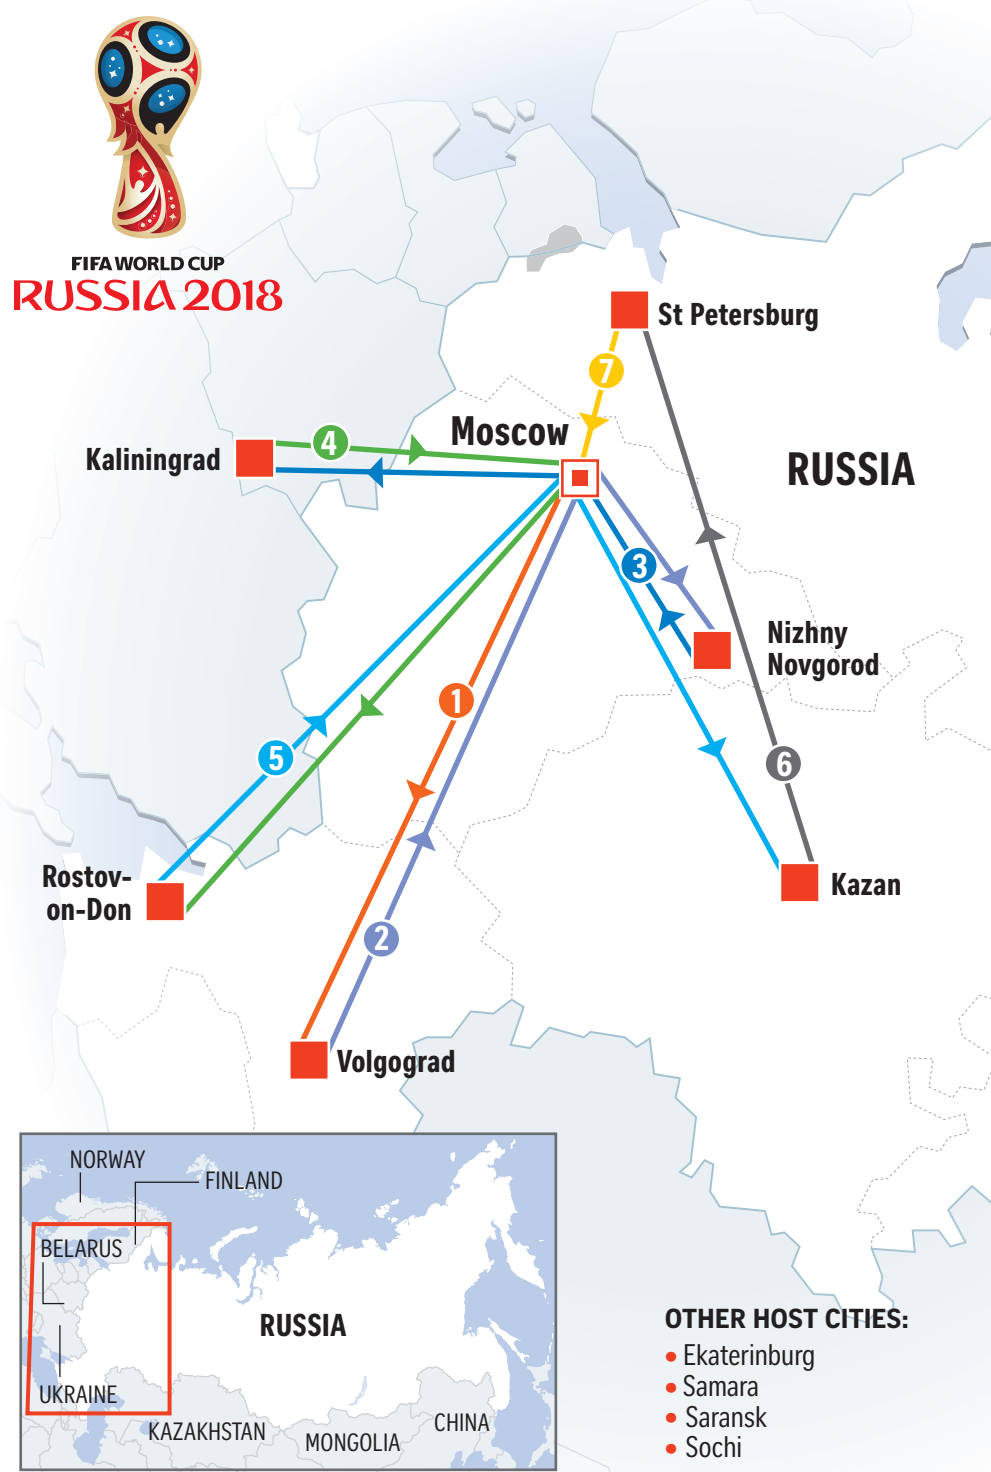 FIFA WORLD CUP
RUSSIA 2018
St Petersburg
7
Moscow
4
Kaliningrad
RUSSIA
3
Nizhny
Novgorod
1
5
6
Rostov-
on-Don
Kazan
2
Volgograd
NORWAY
FINLAND
BELARUS
RUSSIA
UKRAINE
KAZAKHSTAN
MONGOLIA
CHINA
OTHER HOST CITIES:
• Ekaterinburg
• Samara
• Saransk
• Sochi